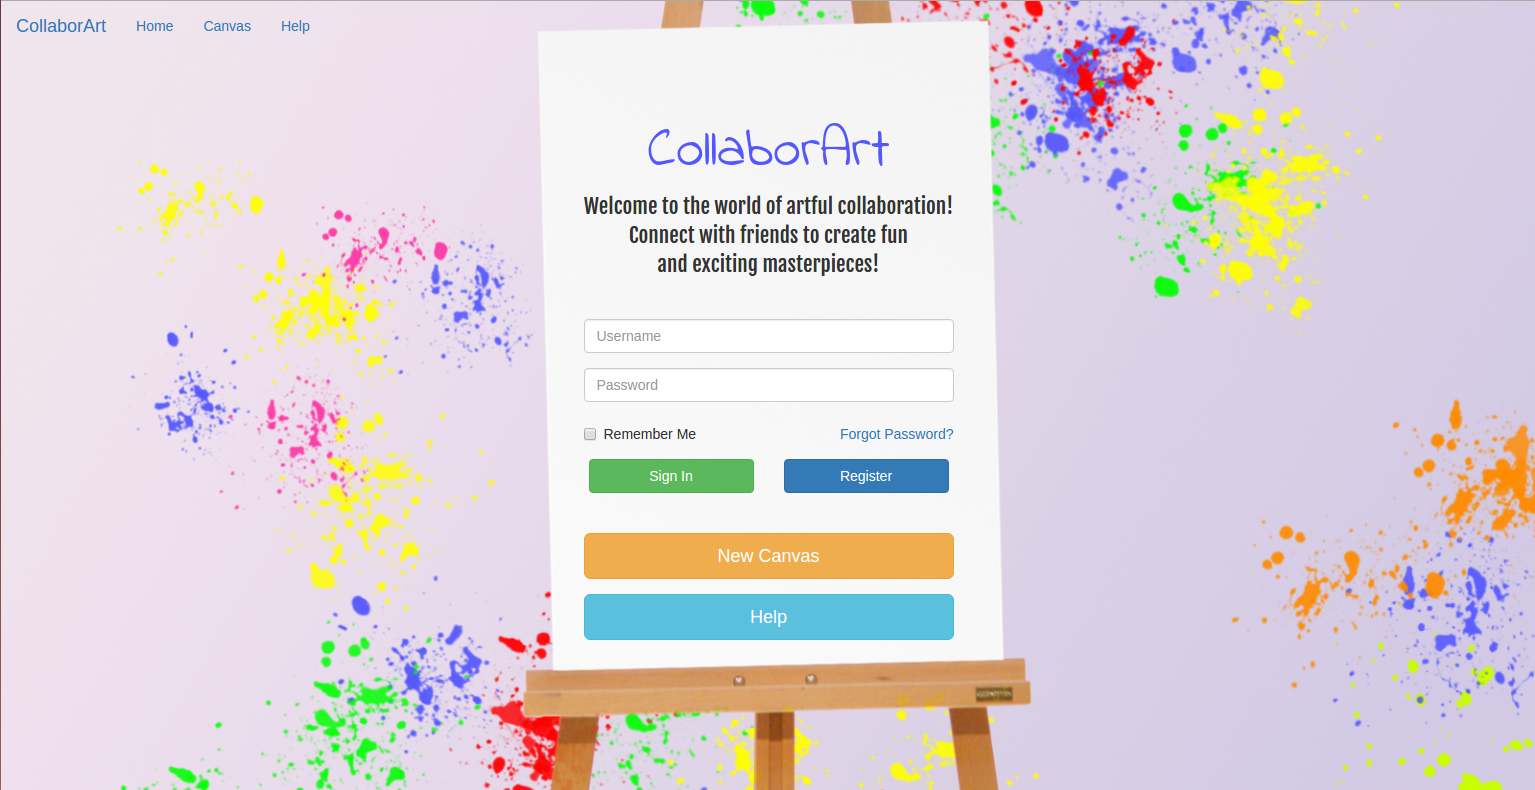 CollaborArt Home Canvas Help
CollaborArt
Welcome to the world of artful collaboration!
Connect with friends to create fun
and exciting masterpieces!
Username
Password
Remember Me Forgot Password?
Sign In Register
New Canvas
Help